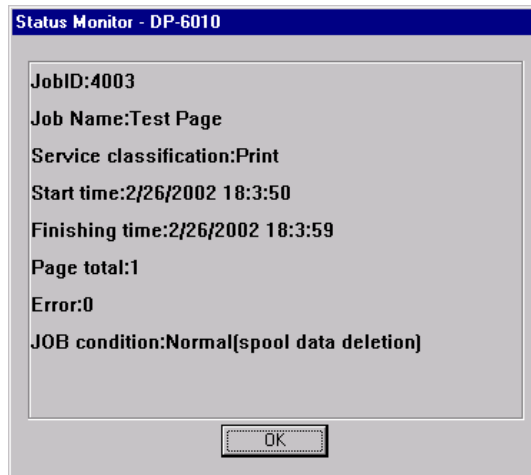 Status Monitor - DP-6010
JobID:4003
Job Name:Test Page
Service classification:Print
Start time:2/26/2002 18:3:50
Finishing time:2/26/2002 18:3:59
Page total:1
Error:0
JOB condition:Normal(spool data deletion)
OK